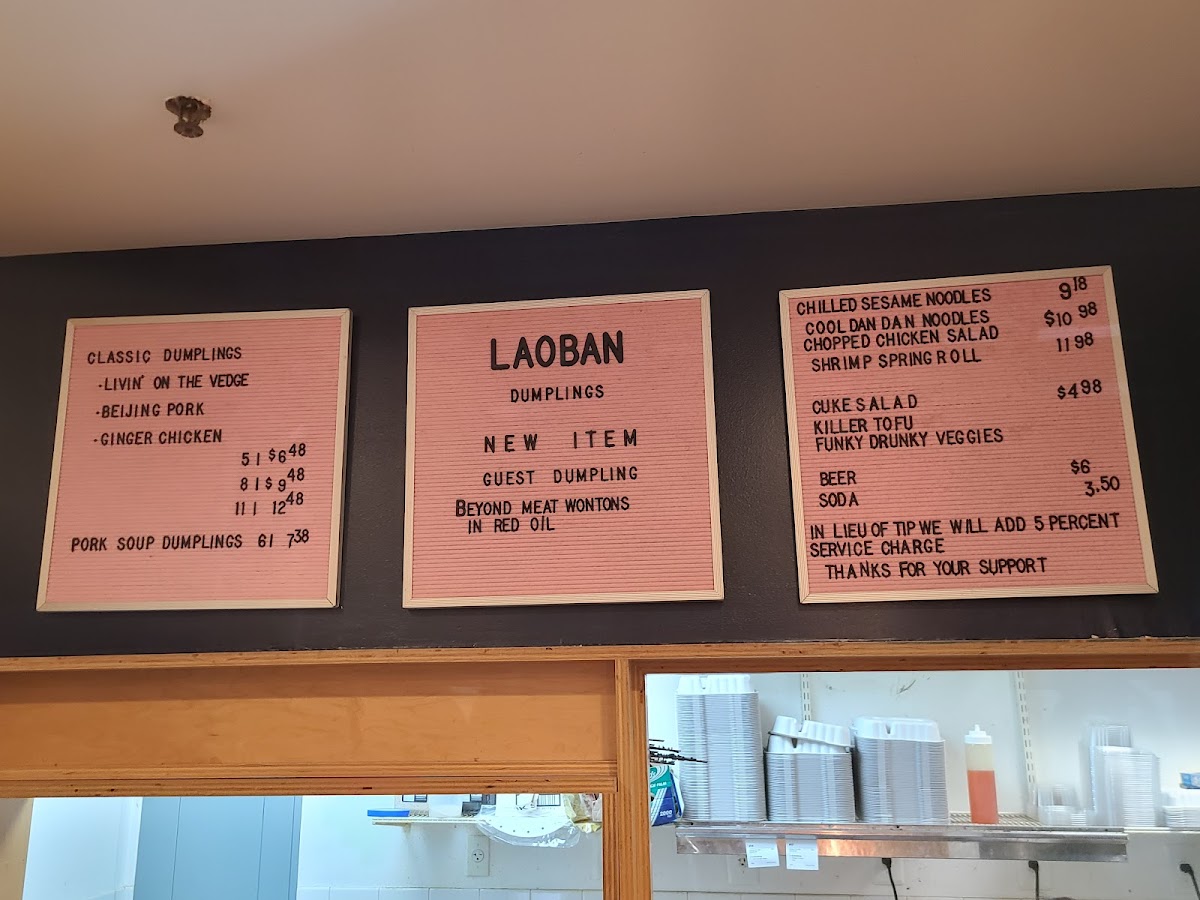 CLASSIC DUMPLINGS
·LIVIN' ON THE VEDGE
·BEIJING PORK
·GINGER CHICKEN
5 | $6 48
8 | $ 9 48
11 | 12 48
PORK SOUP DUMPLINGS 6| 7 38
LAOBAN
DUMPLINGS
NEW ITEM
GUEST DUMPLING
BEYOND MEAT WONTONS
IN RED OIL
CHILLED SESAME NOODLES 9 18
COOL DAN DAN NOODLES $10 98
CHOPPED CHICKEN SALAD
SHRIMP SPRING ROLL 11 98
CUKE SALAD $4 98
KILLER TOFU
FUNKY DRUNKY VEGGIES
BEER $6
SODA 3.50
IN LIEU OF TIP WE WILL ADD 5 PERCENT
SERVICE CHARGE
THANKS FOR YOUR SUPPORT